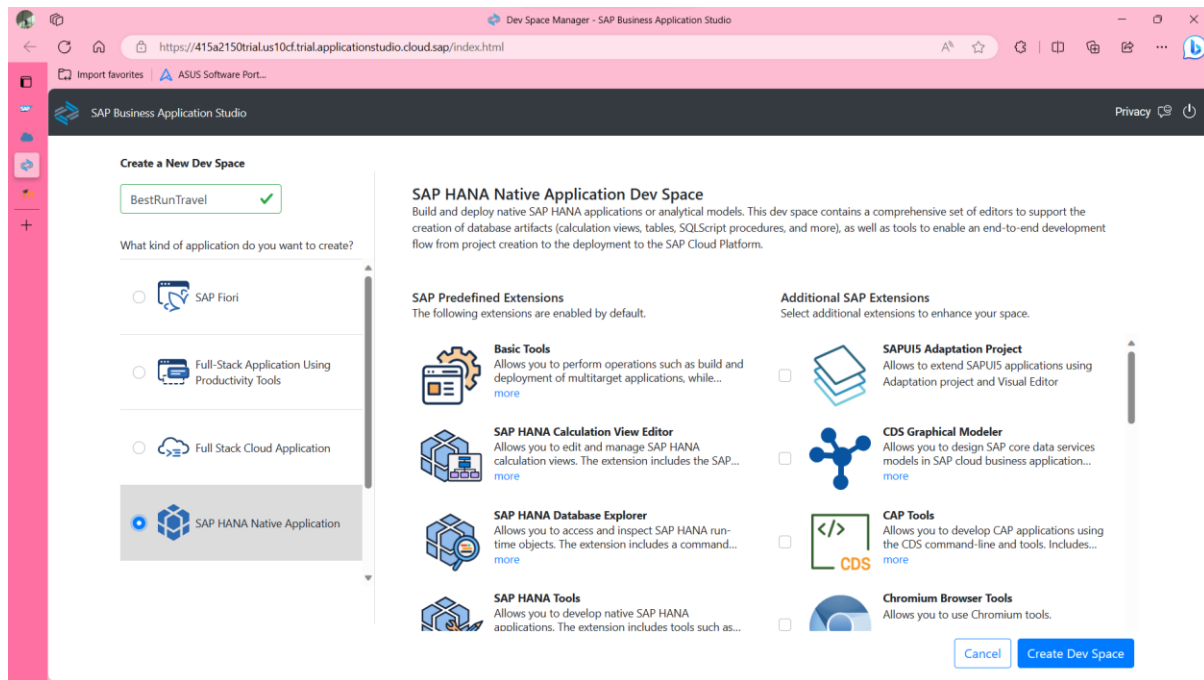 Dev Space Manager - SAP Business Application Studio
https://415a2150trial.us10cf.trial.applicationstudio.cloud.sap/index.html
Import favorites
ASUS Software Port...
SAP Business Application Studio
Privacy
Create a New Dev Space
BestRunTravel
What kind of application do you want to create?
SAP Fiori
Full-Stack Application Using
Productivity Tools
Full Stack Cloud Application
SAP HANA Native Application
SAP HANA Native Application Dev Space
Build and deploy native SAP HANA applications or analytical models. This dev space contains a comprehensive set of editors to support the
creation of database artifacts (calculation views, tables, SQLScript procedures, and more), as well as tools to enable an end-to-end development
flow from project creation to the deployment to the SAP Cloud Platform.
SAP Predefined Extensions
The following extensions are enabled by default.
Basic Tools
Allows you to perform operations such as build and
deployment of multitarget applications, while...
more
SAP HANA Calculation View Editor
Allows you to edit and manage SAP HANA
calculation views. The extension includes the SAP...
more
SAP HANA Database Explorer
Allows you to access and inspect SAP HANA run-
time objects. The extension includes a command...
more
SAP HANA Tools
Allows you to develop native SAP HANA
applications. The extension includes tools such as...
Additional SAP Extensions
Select additional extensions to enhance your space.
SAPUI5 Adaptation Project
Allows to extend SAPUI5 applications using
Adaptation project and Visual Editor
CDS Graphical Modeler
Allows you to design SAP core data services
models in SAP cloud business application...
more
</>
CDS
CAP Tools
Allows you to develop CAP applications using
the CDS command-line and tools. Includes...
more
Chromium Browser Tools
Allows you to use Chromium tools.
Cancel
Create Dev Space